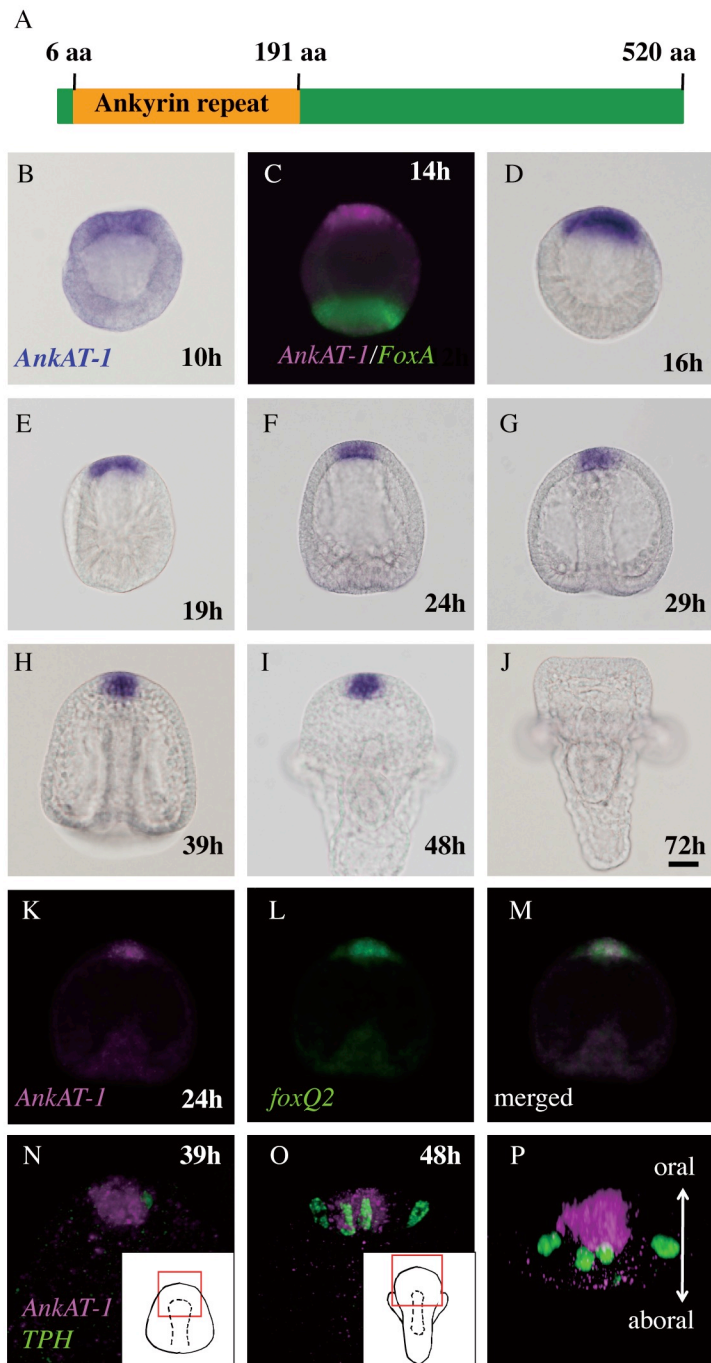 A
6 aa 191 aa 520 aa
Ankyrin repeat
B
AnkAT-1
10h
C
14h
AnkAT-1/FoxA
D
16h
E
19h
F
24h
G
29h
H
39h
I
48h
J
72h
K
AnkAT-1
24h
L
foxQ2
M
merged
N
39h
AnkAT-1
TPH
O
48h
P
oral
aboral